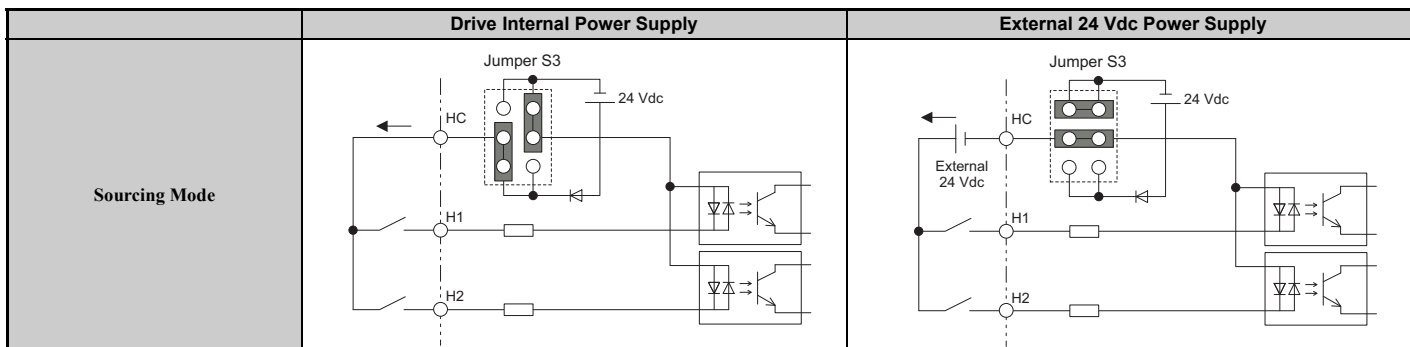 Drive Internal Power Supply
External 24 Vdc Power Supply
Sourcing Mode
Jumper S3
24 Vdc
HC
H1
H2
Jumper S3
24 Vdc
HC
External
24 Vdc
H1
H2